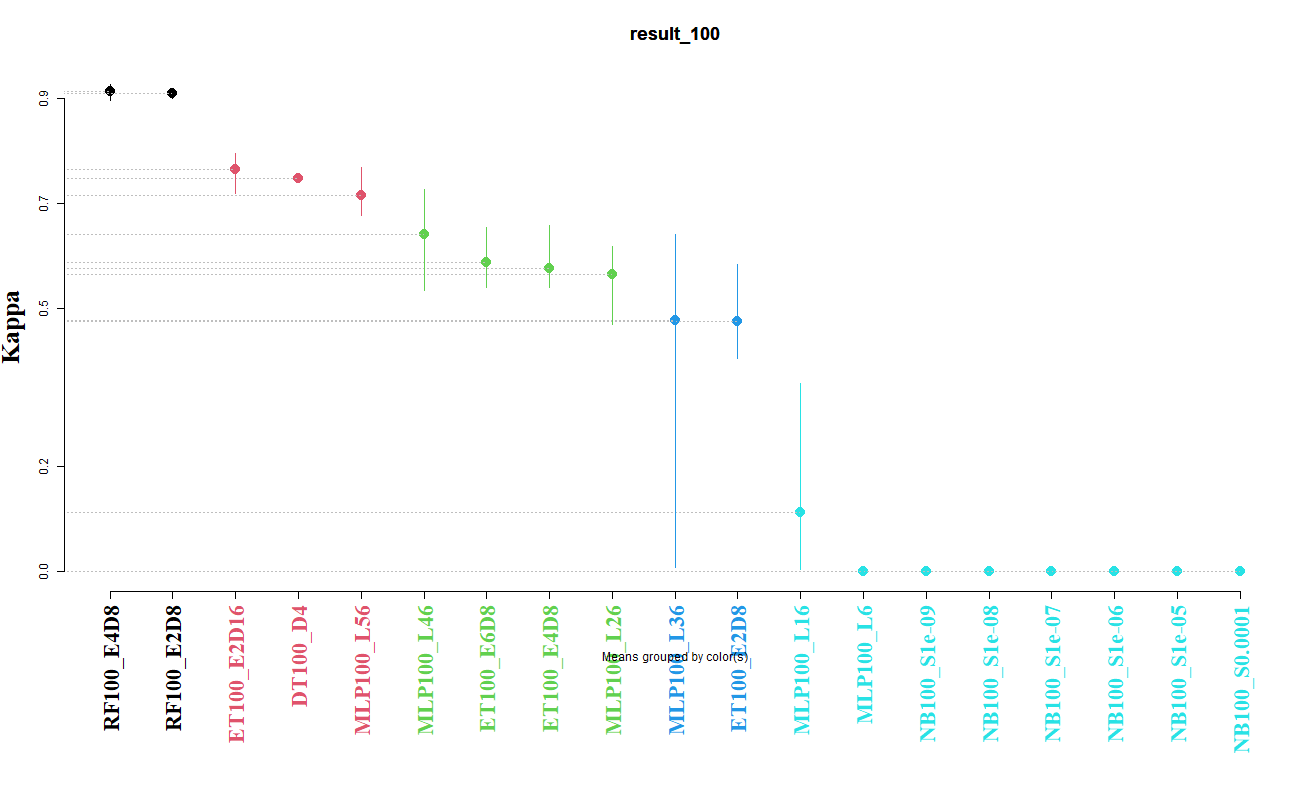 result_100
Kappa
0.9
0.7
0.5
0.2
0.0
RF100_E4D8
RF100_E2D8
ET100_E2D16
DT100_D4
MLP100_L56
MLP100_L46
ET100_E6D8
ET100_E4D8
MLP100_L26
MLP100_L36
ET100_E2D8
MLP100_L16
MLP100_L6
NB100_S1e-09
NB100_S1e-08
NB100_S1e-07
NB100_S1e-06
NB100_S1e-05
NB100_S0.0001
Means grouped by color(s)